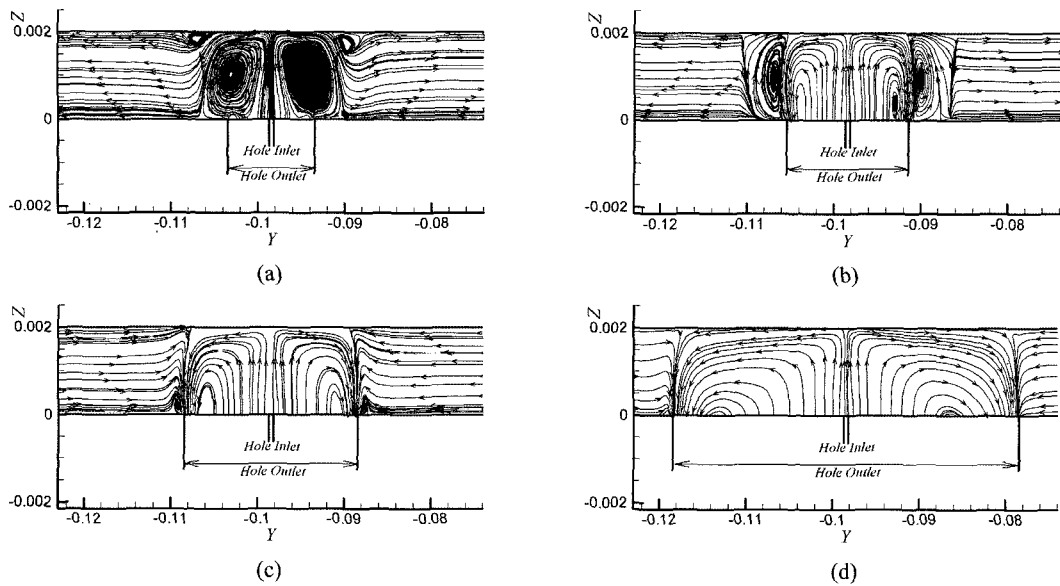 Z
0.002
0
-0.002
Hole Inlet
Hole Outlet
-0.12
-0.11
-0.1
-0.09
-0.08
Y
(a)
Z
0.002
0
-0.002
Hole Inlet
Hole Outlet
-0.12
-0.11
-0.1
-0.09
-0.08
Y
(b)
Z
0.002
0
-0.002
Hole Inlet
Hole Outlet
-0.12
-0.11
-0.1
-0.09
-0.08
Y
(c)
Z
0.002
0
-0.002
Hole Inlet
Hole Outlet
-0.12
-0.11
-0.1
-0.09
-0.08
Y
(d)